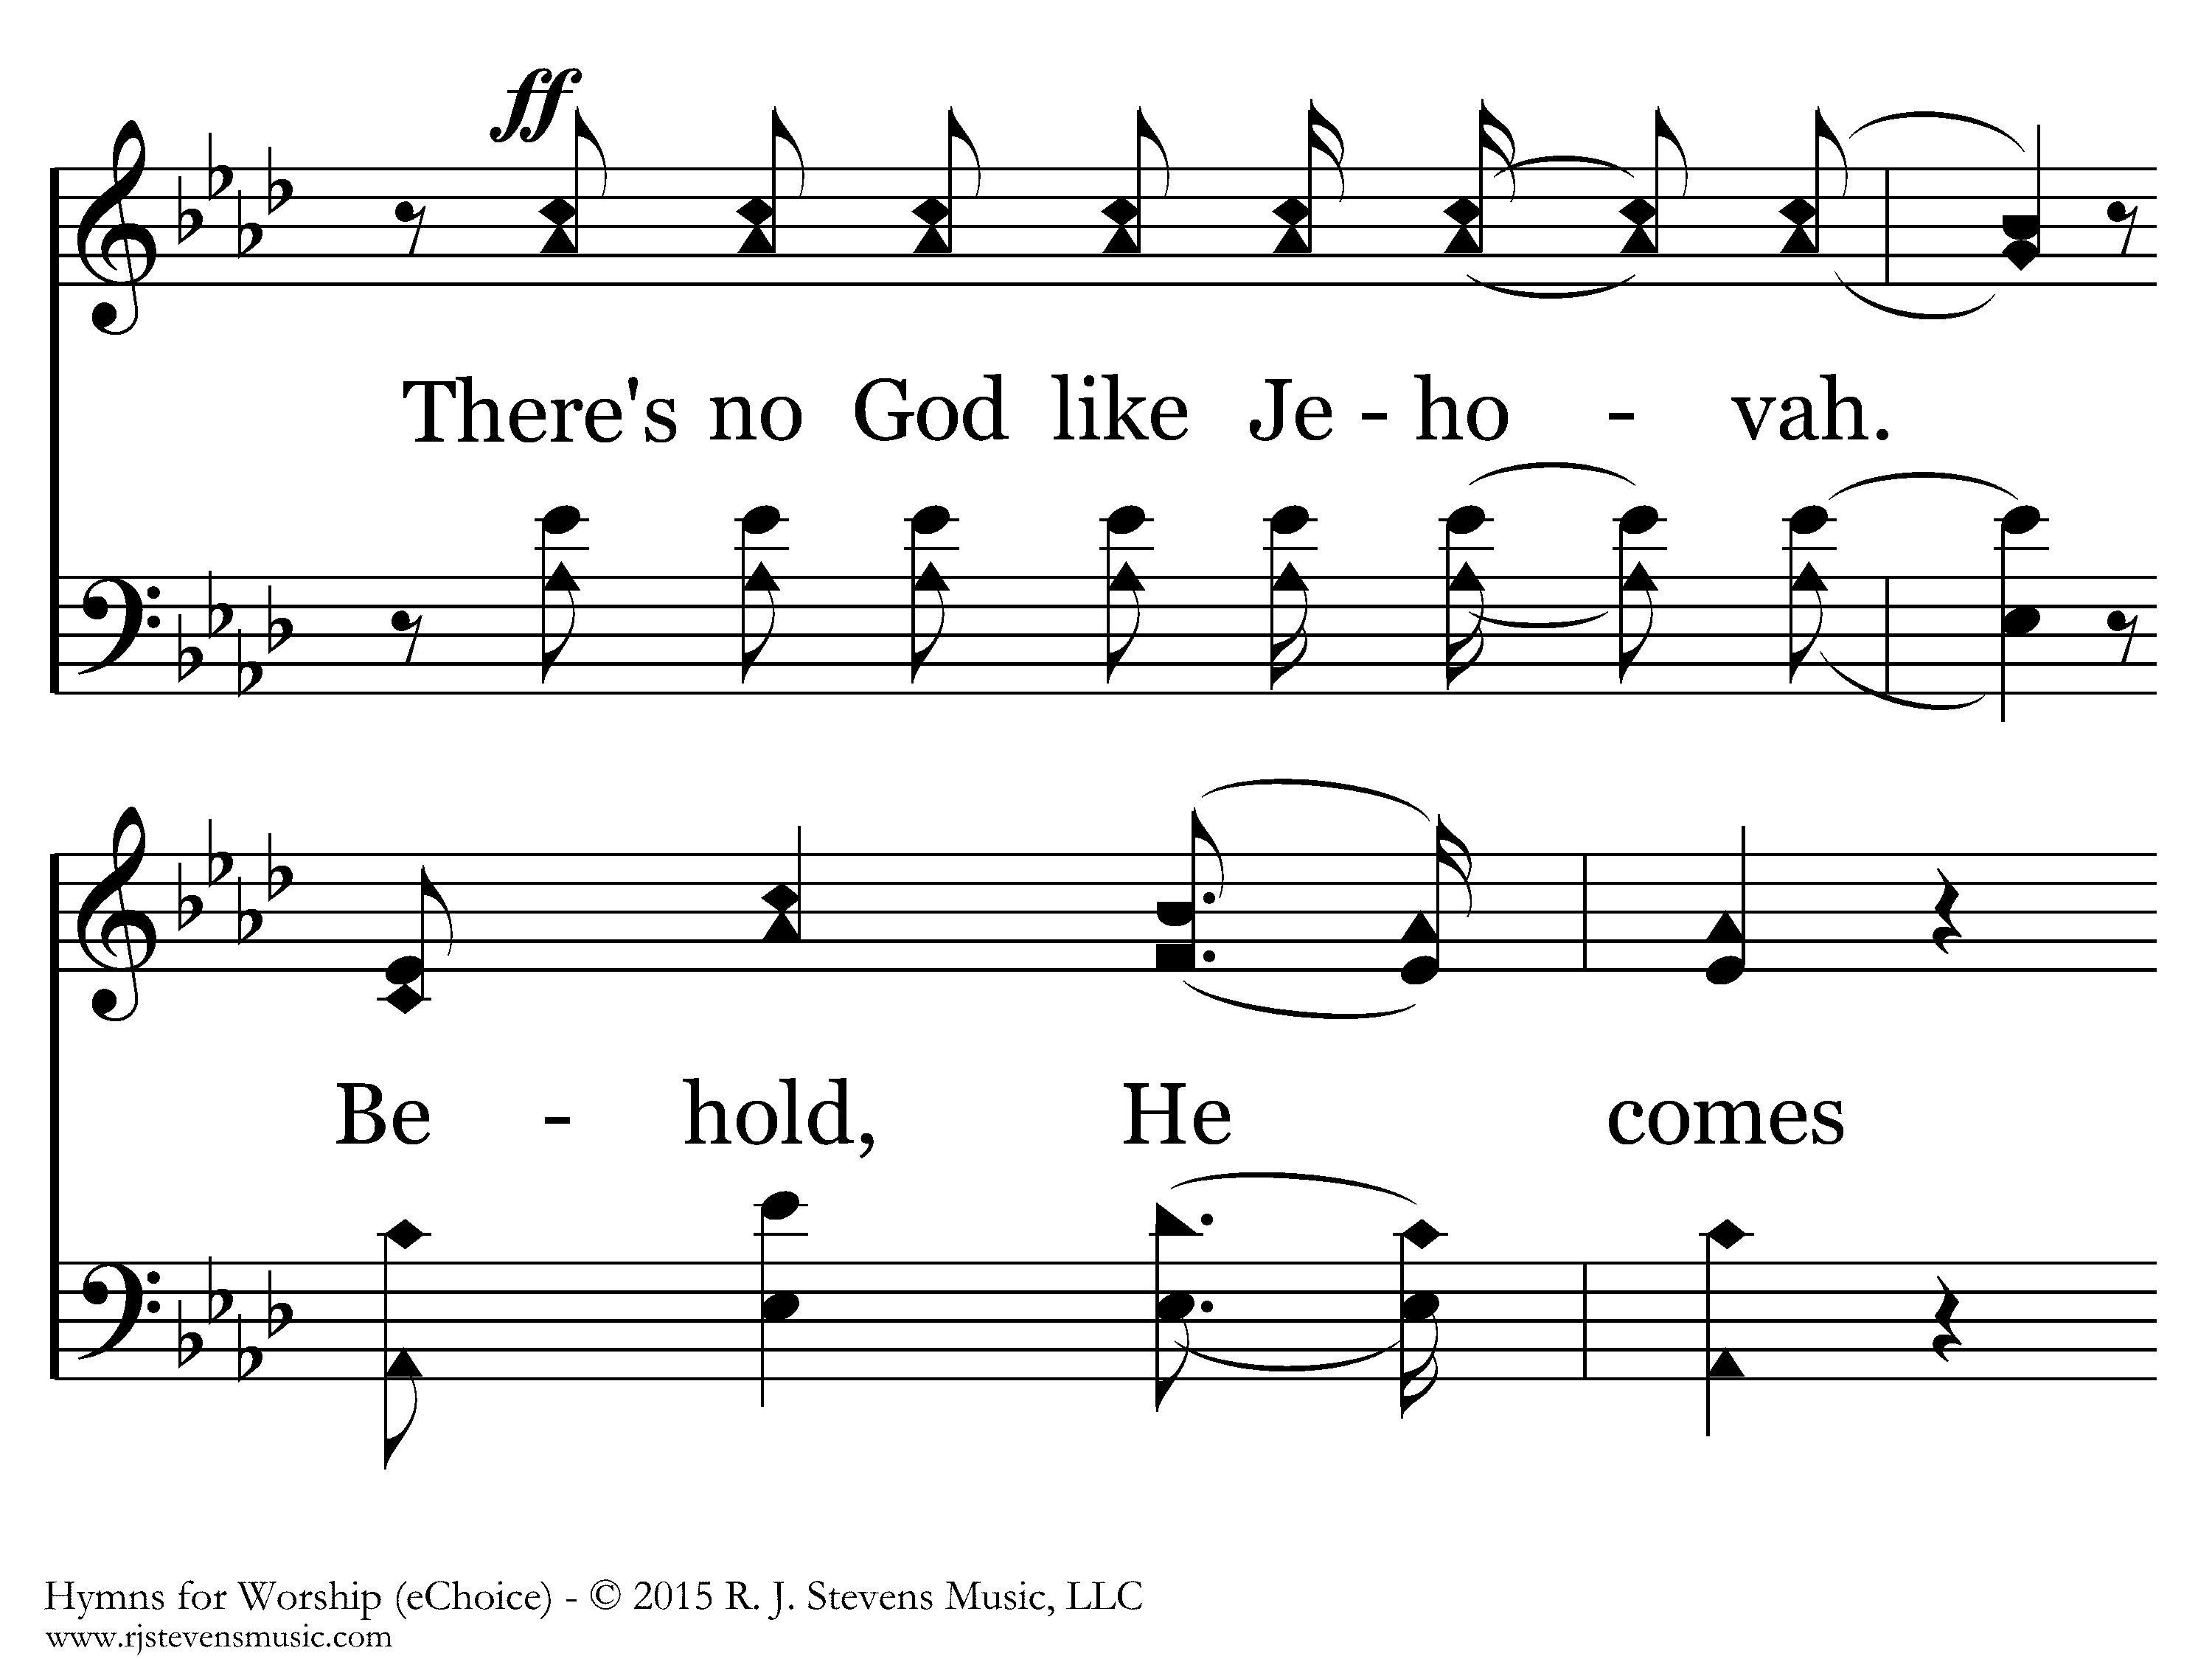 ff
There's no God like Je - ho - vah.
Be - hold, He comes
Hymns for Worship (eChoice) - © 2015 R. J. Stevens Music, LLC
www.rjstevensmusic.com